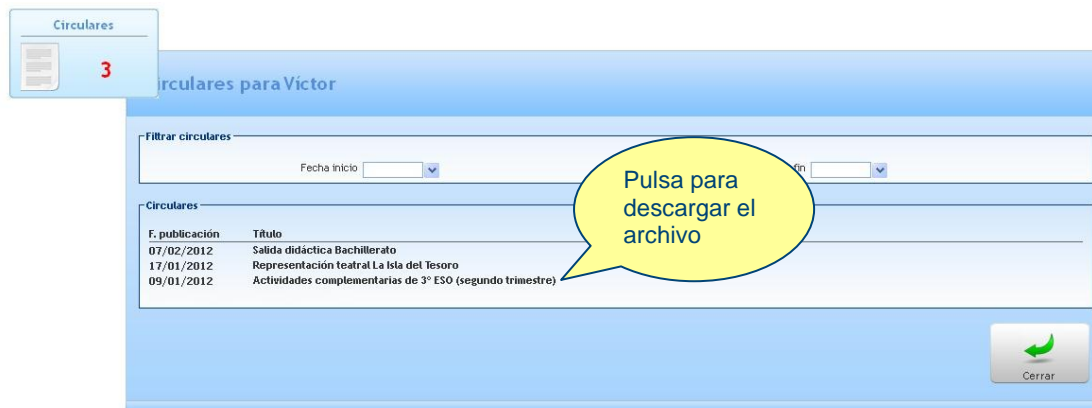 Circulares
3
irculares para Víctor
Filtrar circulares
Fecha inicio
fin
Pulsa para
descargar el
archivo
Circulares
F. publicación Título
07/02/2012 Salida didáctica Bachillerato
17/01/2012 Representación teatral La Isla del Tesoro
09/01/2012 Actividades complementarias de 3º ESO (segundo trimestre)
Cerrar